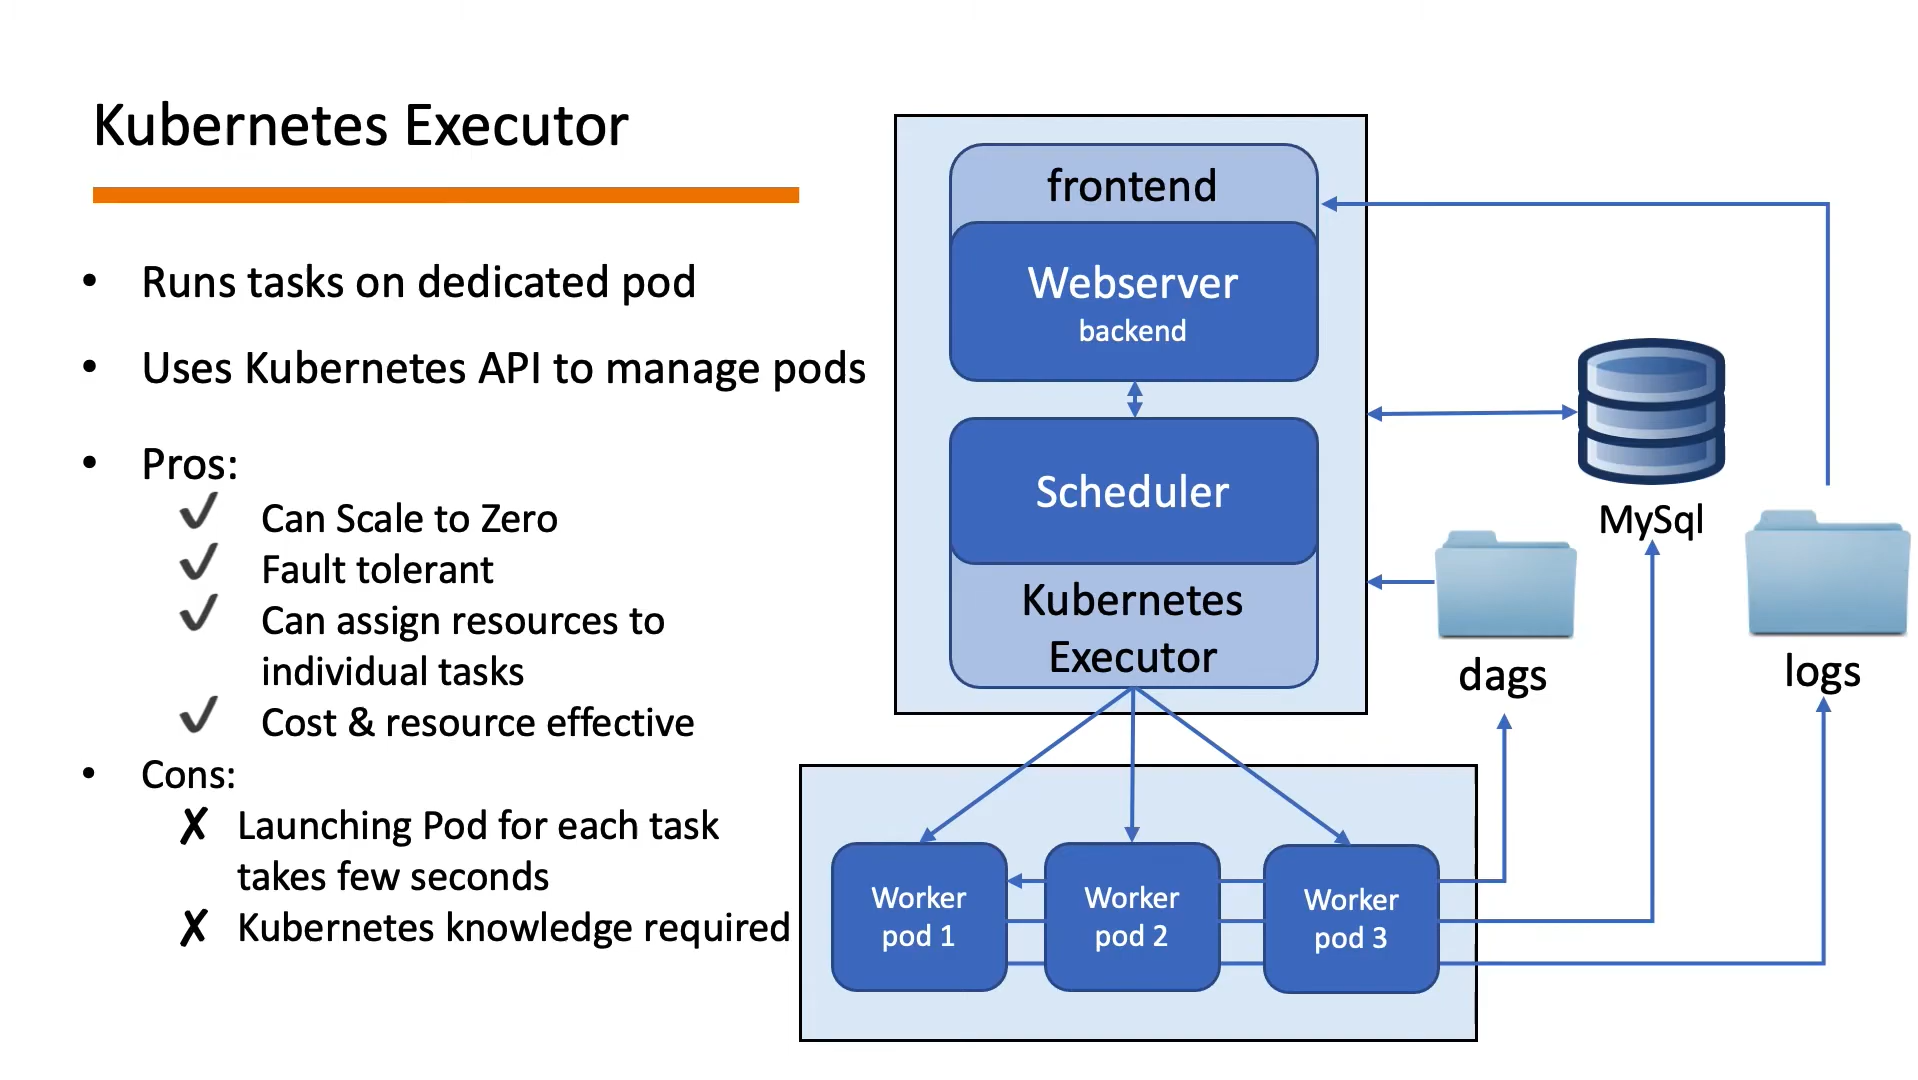 Kubernetes Executor
• Runs tasks on dedicated pod
• Uses Kubernetes API to manage pods
• Pros:
✓ Can Scale to Zero
✓ Fault tolerant
✓ Can assign resources to
individual tasks
✓ Cost & resource effective
• Cons:
✗ Launching Pod for each task
takes few seconds
✗ Kubernetes knowledge required
frontend
Webserver
backend
Scheduler
Kubernetes
Executor
MySql
dags
logs
Worker
pod 1
Worker
pod 2
Worker
pod 3